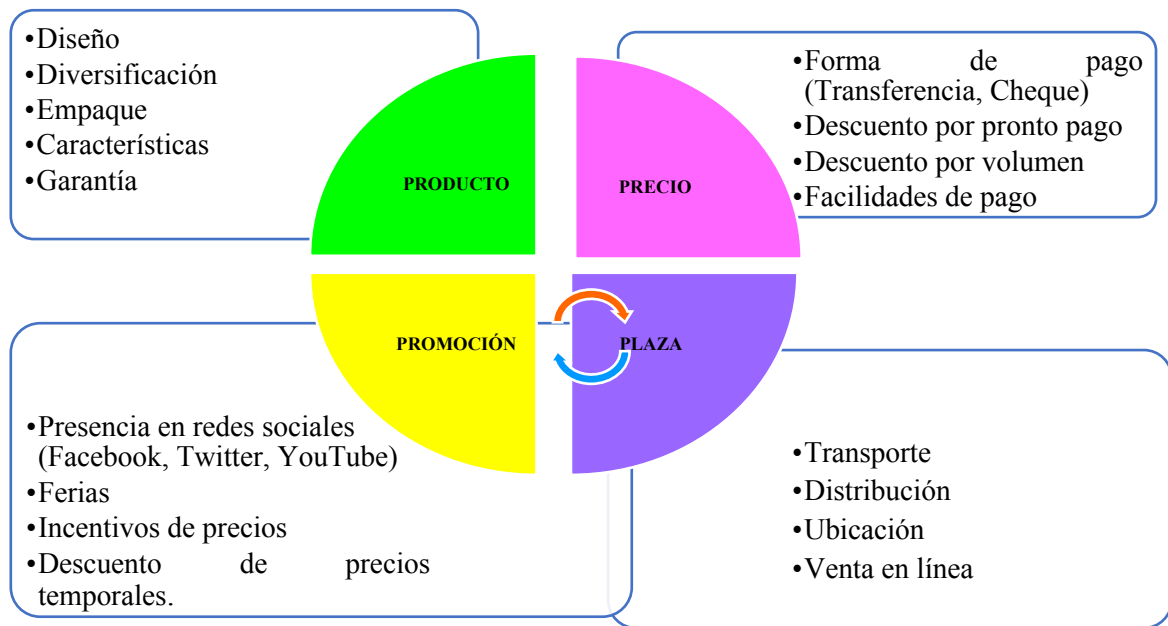 •Diseño
•Diversificación
•Empaque
•Características
•Garantía
PRODUCTO
•Forma de pago
(Transferencia, Cheque)
•Descuento por pronto pago
•Descuento por volumen
•Facilidades de pago
PRECIO
PROMOCIÓN
•Presencia en redes sociales
(Facebook, Twitter, YouTube)
•Ferias
•Incentivos de precios
•Descuento de precios
temporales.
PLAZA
•Transporte
•Distribución
•Ubicación
•Venta en línea